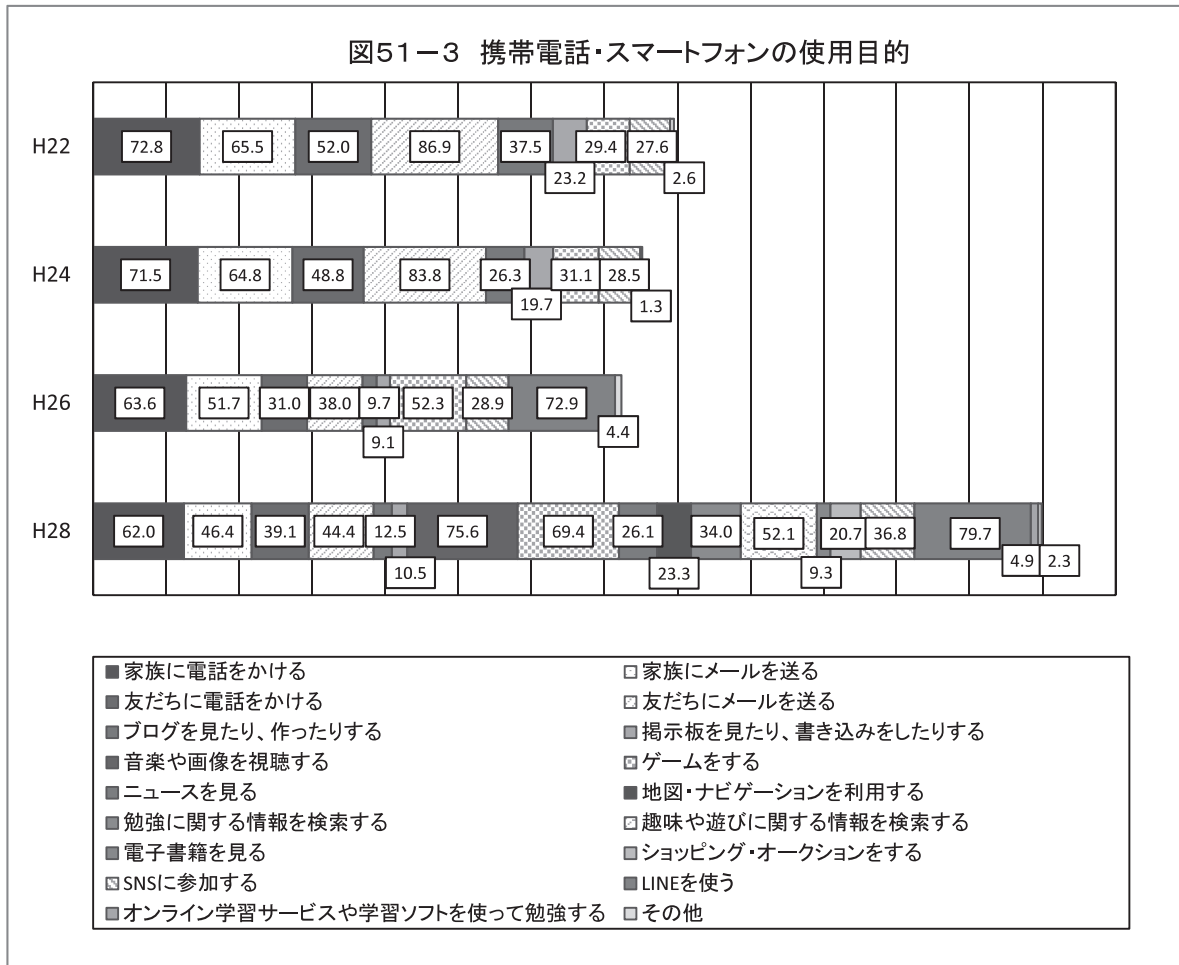 図51－3 携帯電話・スマートフォンの使用目的
H22
72.8 65.5 52.0 86.9 37.5 23.2 29.4 27.6 2.6
H24
71.5 64.8 48.8 83.8 26.3 19.7 31.1 28.5 1.3
H26
63.6 51.7 31.0 38.0 9.7 9.1 52.3 28.9 72.9 4.4
H28
62.0 46.4 39.1 44.4 12.5 10.5 75.6 69.4 26.1 23.3 34.0 52.1 9.3 20.7 36.8 79.7 4.9 2.3
家族に電話をかける
家族にメールを送る
友だちに電話をかける
友だちにメールを送る
ブログを見たり、作ったりする
掲示板を見たり、書き込みをしたりする
音楽や画像を視聴する
ゲームをする
ニュースを見る
地図・ナビゲーションを利用する
勉強に関する情報を検索する
趣味や遊びに関する情報を検索する
電子書籍を見る
ショッピング・オークションをする
SNSに参加する
LINEを使う
オンライン学習サービスや学習ソフトを使って勉強する
その他